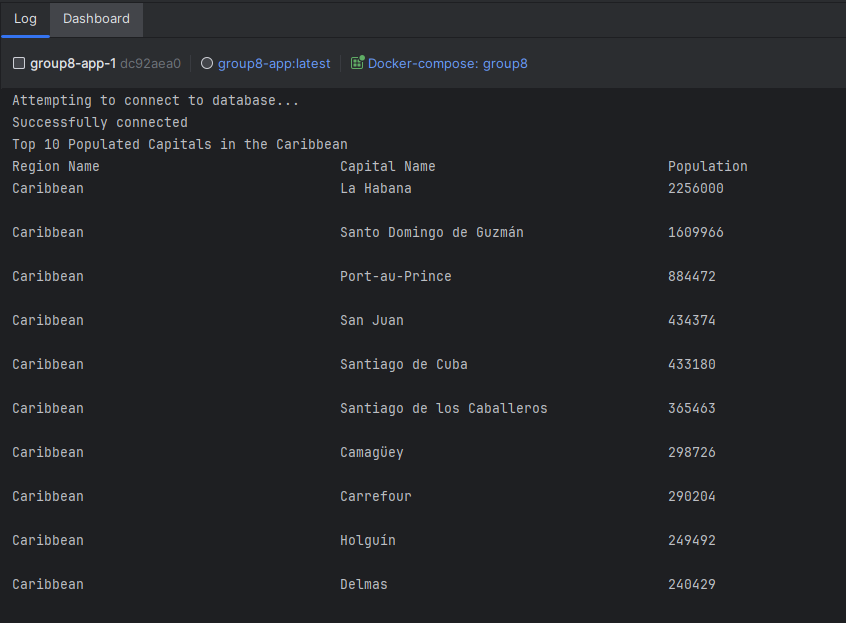 Log Dashboard
group8-app-1 dc92aea0 group8-app:latest Docker-compose: group8
Attempting to connect to database...
Successfully connected
Top 10 Populated Capitals in the Caribbean
Region Name Capital Name Population
Caribbean La Habana 2256000
Caribbean Santo Domingo de Guzmán 1609966
Caribbean Port-au-Prince 884472
Caribbean San Juan 434374
Caribbean Santiago de Cuba 433180
Caribbean Santiago de los Caballeros 365463
Caribbean Camagüey 298726
Caribbean Carrefour 290204
Caribbean Holguín 249492
Caribbean Delmas 240429